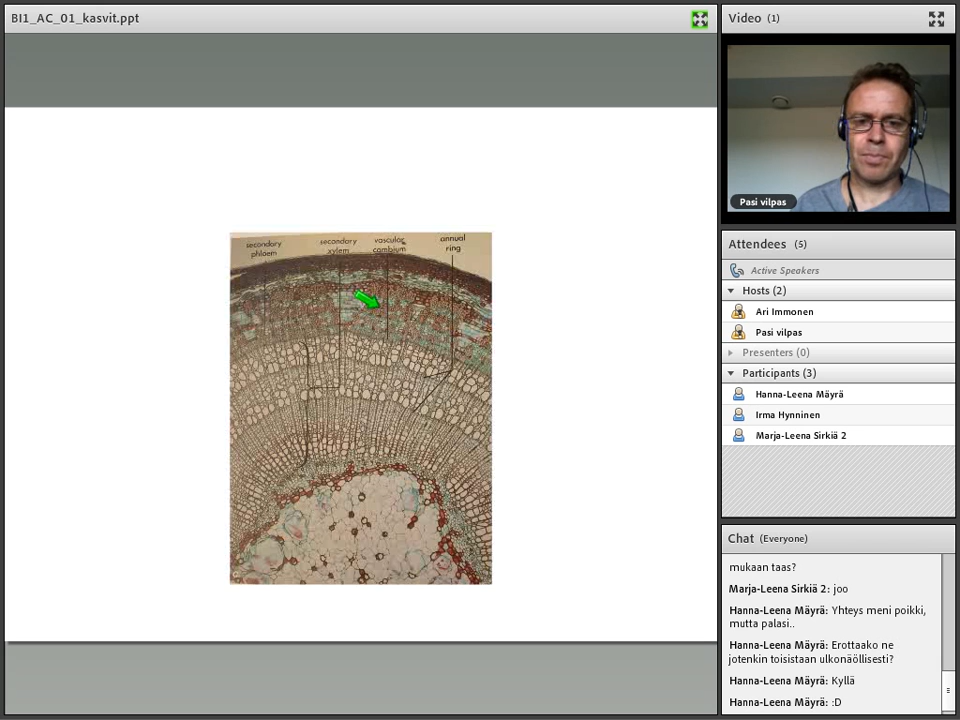 BI1_AC_01_kasvit.ppt
secondary
phloem
secondary
xylem
vascular
cambium
annual
ring
Video (1)
Pasi vilpas
Attendees (5)
Active Speakers
Hosts (2)
Ari Immonen
Pasi vilpas
Presenters (0)
Participants (3)
Hanna-Leena Mäyrä
Irma Hynninen
Marja-Leena Sirkiä 2
Chat (Everyone)
mukaan taas?
Marja-Leena Sirkiä 2: joo
Hanna-Leena Mäyrä: Yhteys meni poikki,
mutta palasi..
Hanna-Leena Mäyrä: Erottaako ne
jotenkin toisistaan ulkonäöllisesti?
Hanna-Leena Mäyrä: Kyllä
Hanna-Leena Mäyrä: :D